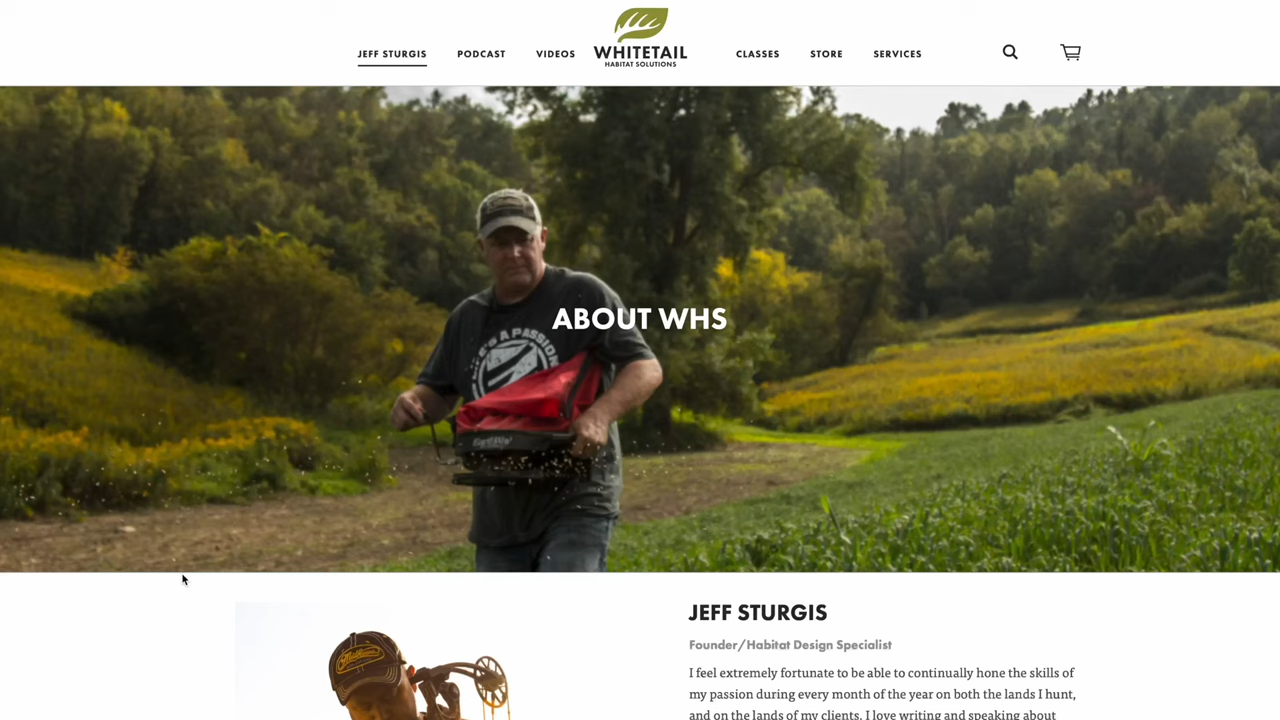 JEFF STURGIS PODCAST VIDEOS WHITETAIL HABITAT SOLUTIONS CLASSES STORE SERVICES
ABOUT WHS
A PASSION
EarthWay
JEFF STURGIS
Founder/Habitat Design Specialist
I feel extremely fortunate to be able to continually hone the skills of
my passion during every month of the year on both the lands I hunt,
and on the lands of my clients. I love writing and speaking about